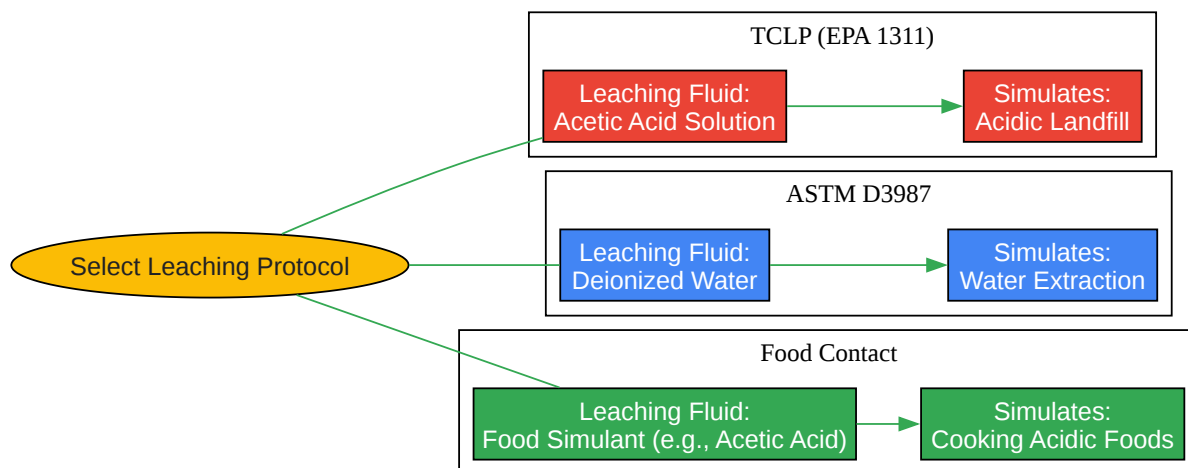 TCLP (EPA 1311)
Leaching Fluid:
Acetic Acid Solution
Simulates:
Acidic Landfill
Select Leaching Protocol
ASTM D3987
Leaching Fluid:
Deionized Water
Simulates:
Water Extraction
Food Contact
Leaching Fluid:
Food Simulant (e.g., Acetic Acid)
Simulates:
Cooking Acidic Foods